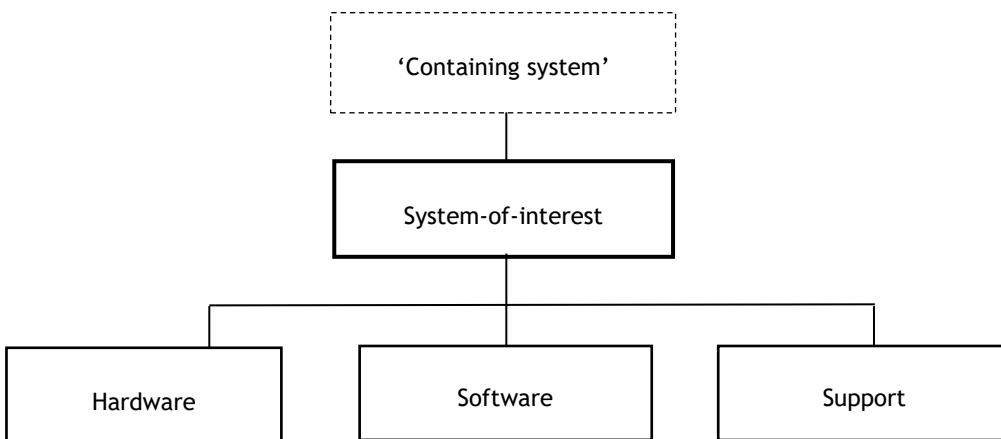 ‘Containing system’
System-of-interest
Hardware
Software
Support